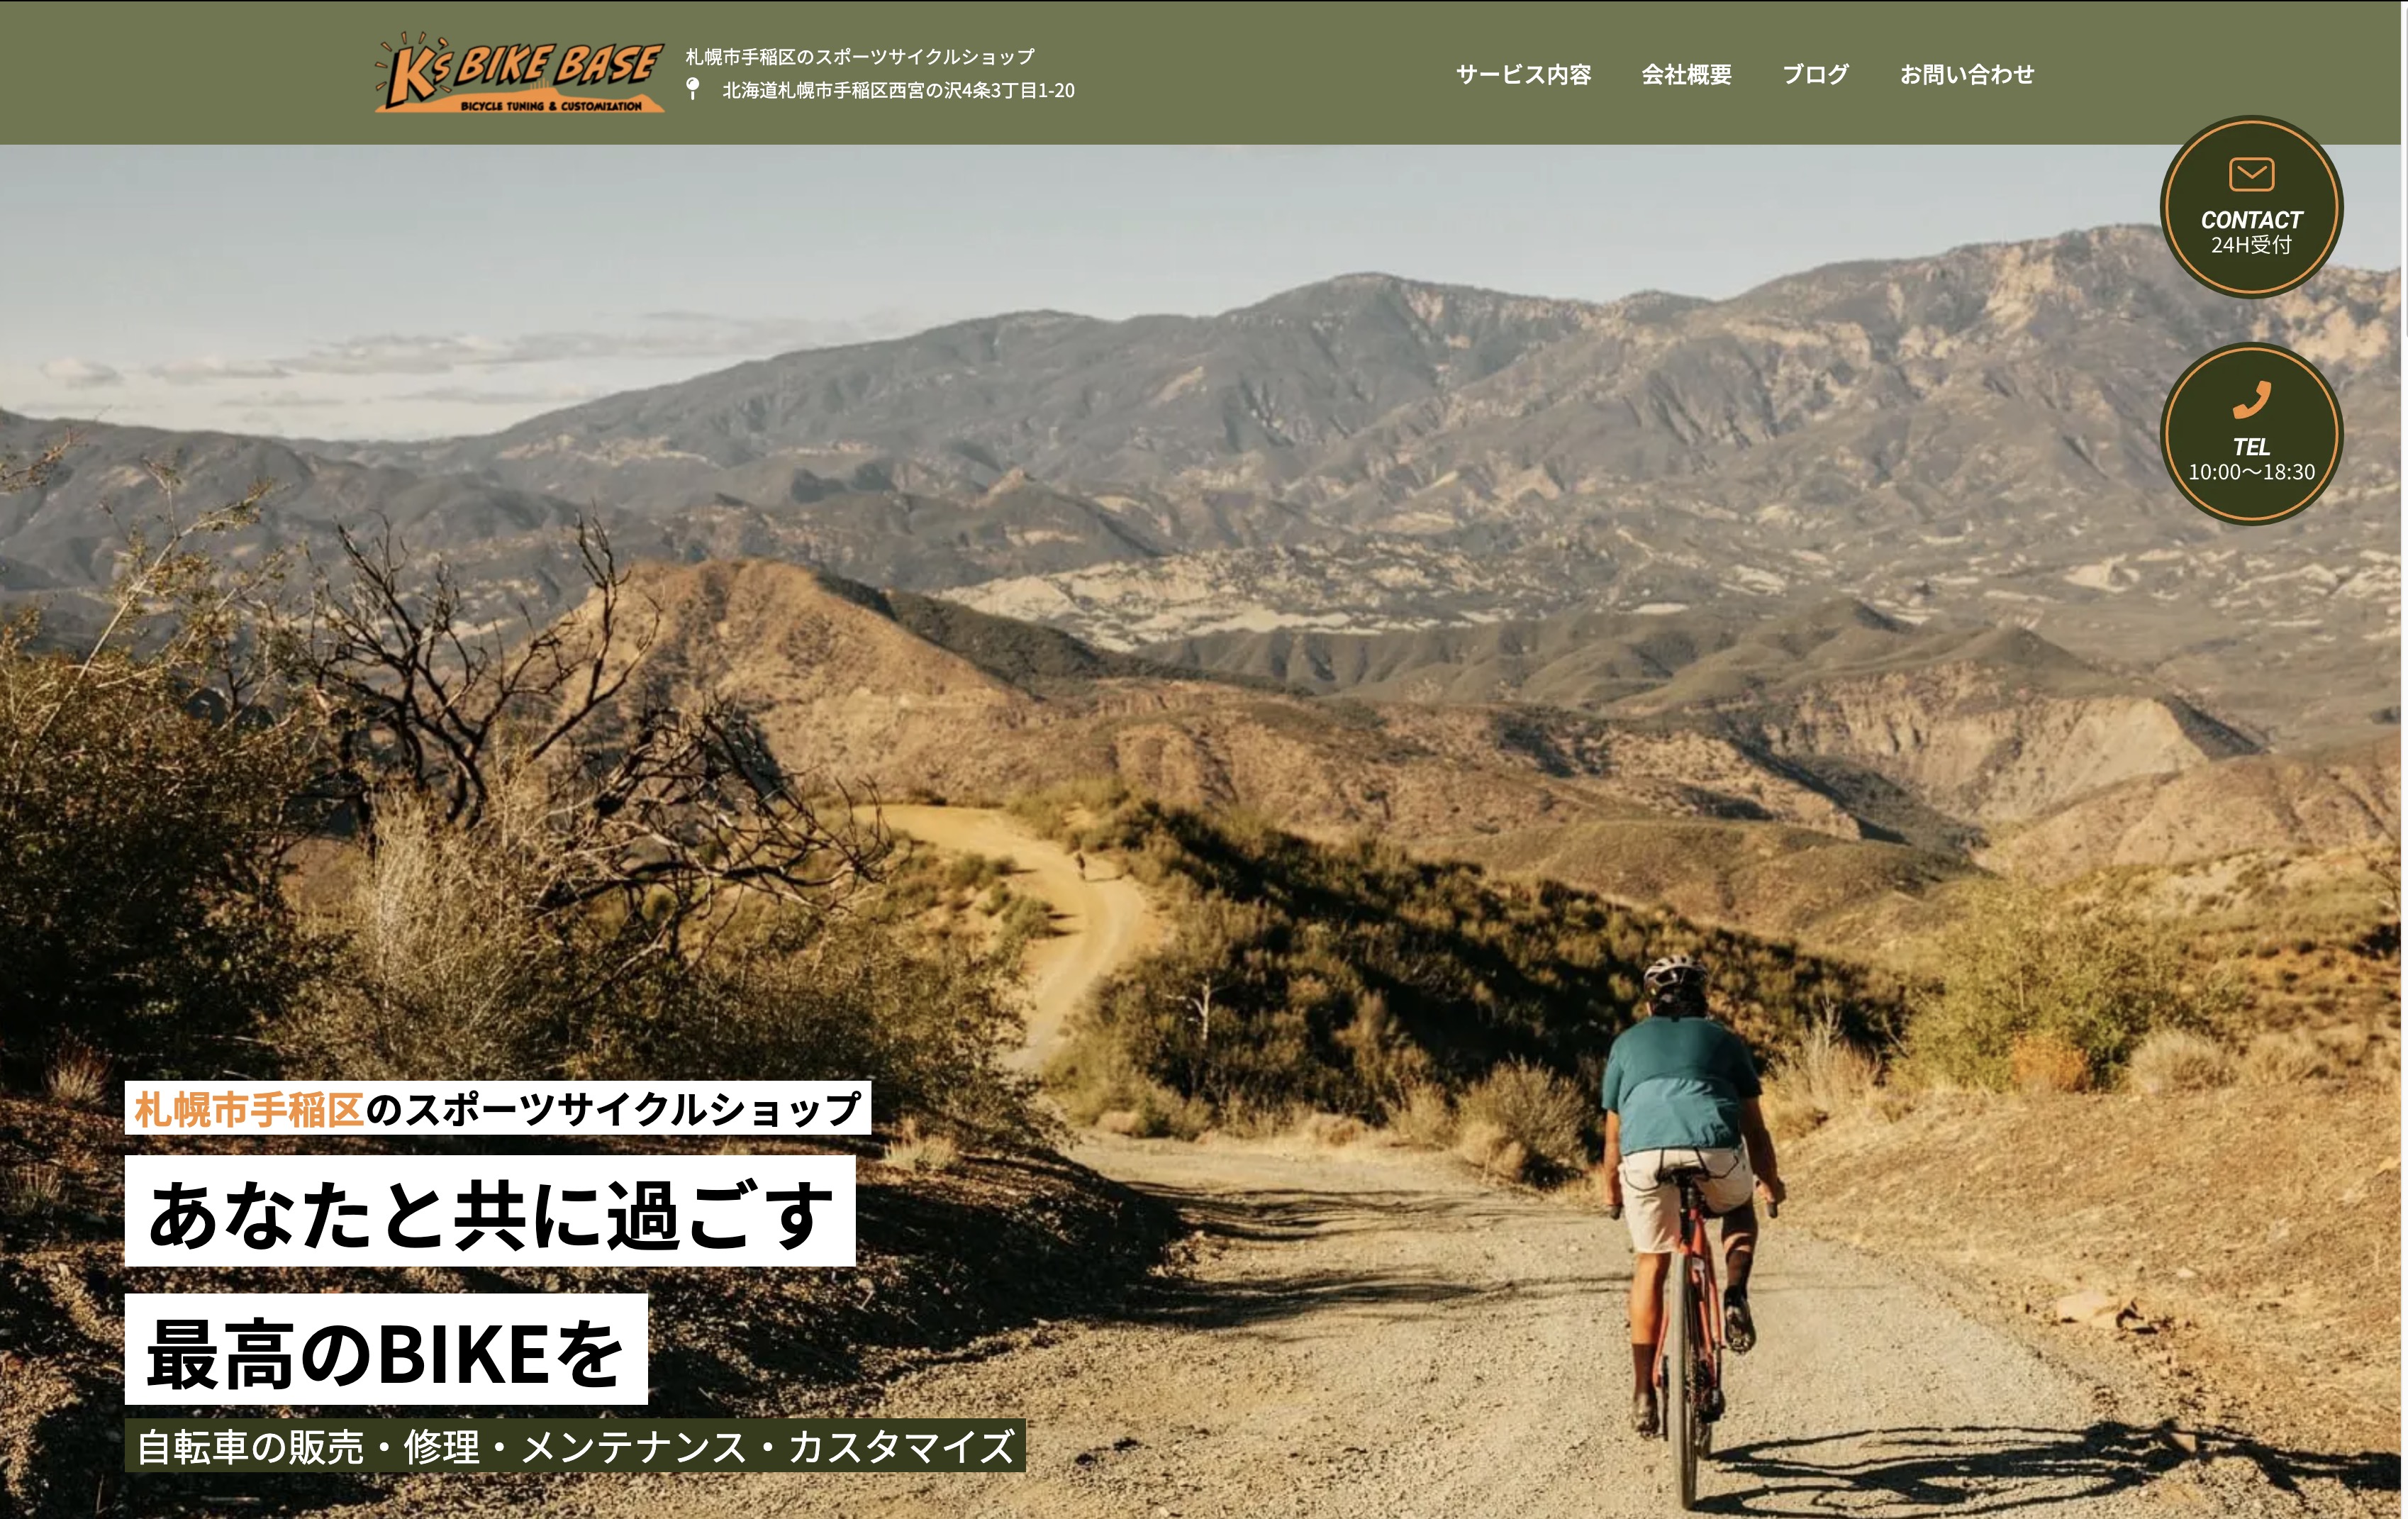 K's BIKE BASE
BICYCLE TUNING & CUSTOMIZATION
札幌市手稲区のスポーツサイクルショップ
北海道札幌市手稲区西宮の沢4条3丁目1-20
サービス内容
会社概要
ブログ
お問い合わせ
CONTACT
24H受付
TEL
10:00〜18:30
札幌市手稲区のスポーツサイクルショップ
あなたと共に過ごす
最高のBIKEを
自転車の販売・修理・メンテナンス・カスタマイズ